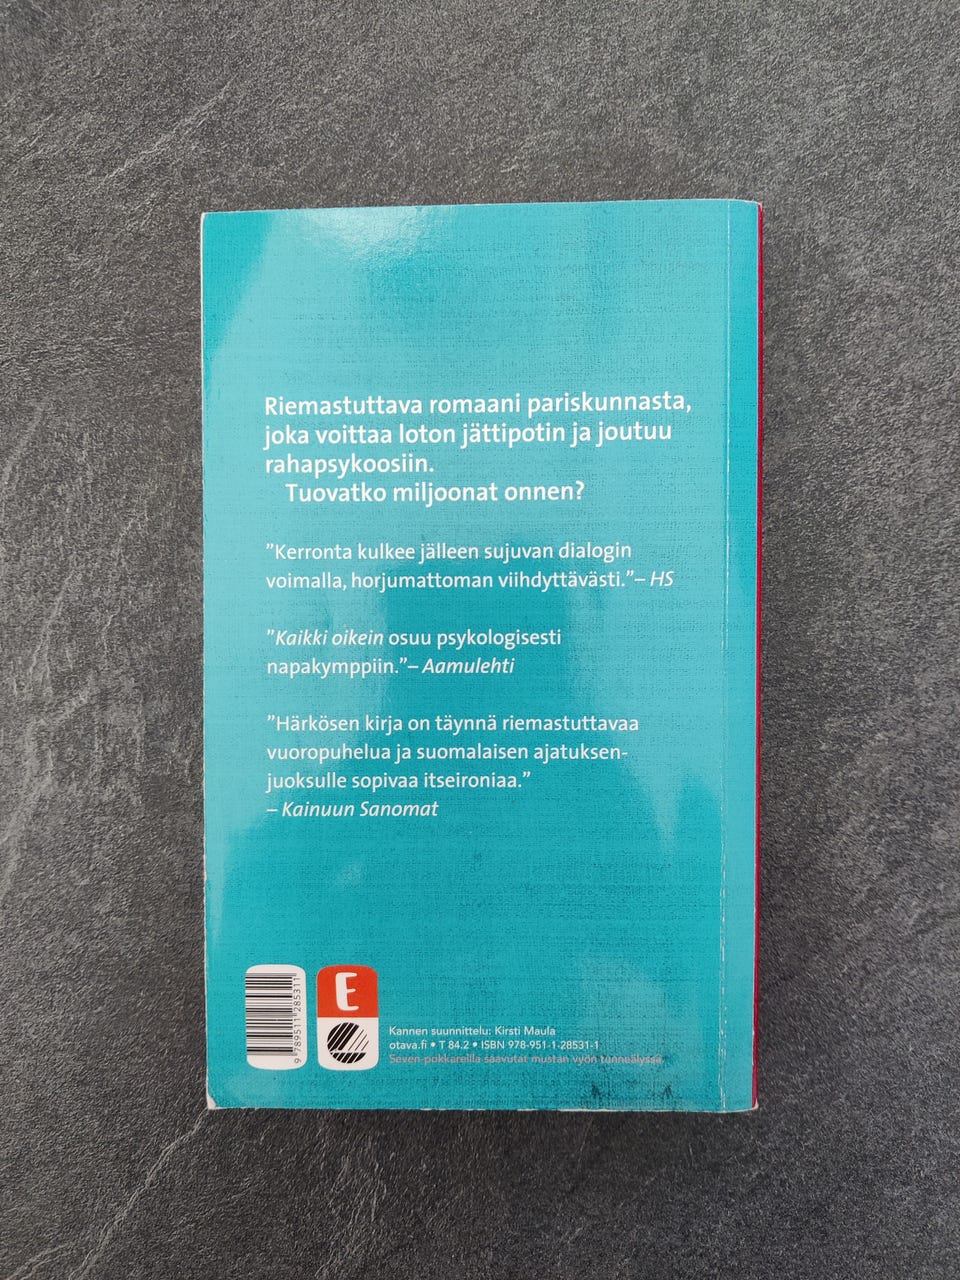 Riemastuttava romaani pariskunnasta,
joka voittaa loton jättipotin ja joutuu
rahapsykoosiin.
Tuovatko miljoonat onnen?
”Kerronta kulkee jälleen sujuvan dialogin
voimalla, horjumattoman viihdyttävästi.”– HS
”Kaikki oikein osuu psykologisesti
napakymppiin.”– Aamulehti
”Härkösen kirja on täynnä riemastuttavaa
vuoropuhelua ja suomalaisen ajatuksen-
juoksulle sopivaa itseironiaa.”
– Kainuun Sanomat
9789511285311
E
Kannen suunnittelu: Kirsti Maula
otava.fi • T 84.2 • ISBN 978-951-1-28531-1
Seven-pokkareilla saavutat mustan vyön tunneälyssä.